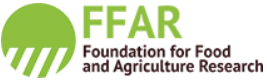 FFAR
Foundation for Food
and Agriculture Research